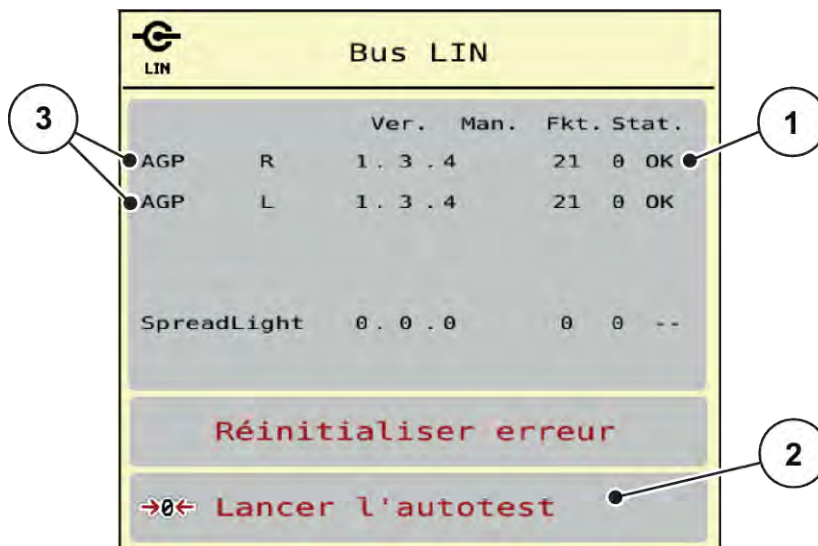 LIN
Bus LIN
Ver. Man. Fkt. Stat.
AGP R 1.3.4 21 0 OK
AGP L 1.3.4 21 0 OK
SpreadLight 0.0.0 0 0 --
Réinitialiser erreur
→0← Lancer l'autotest
3
1
2